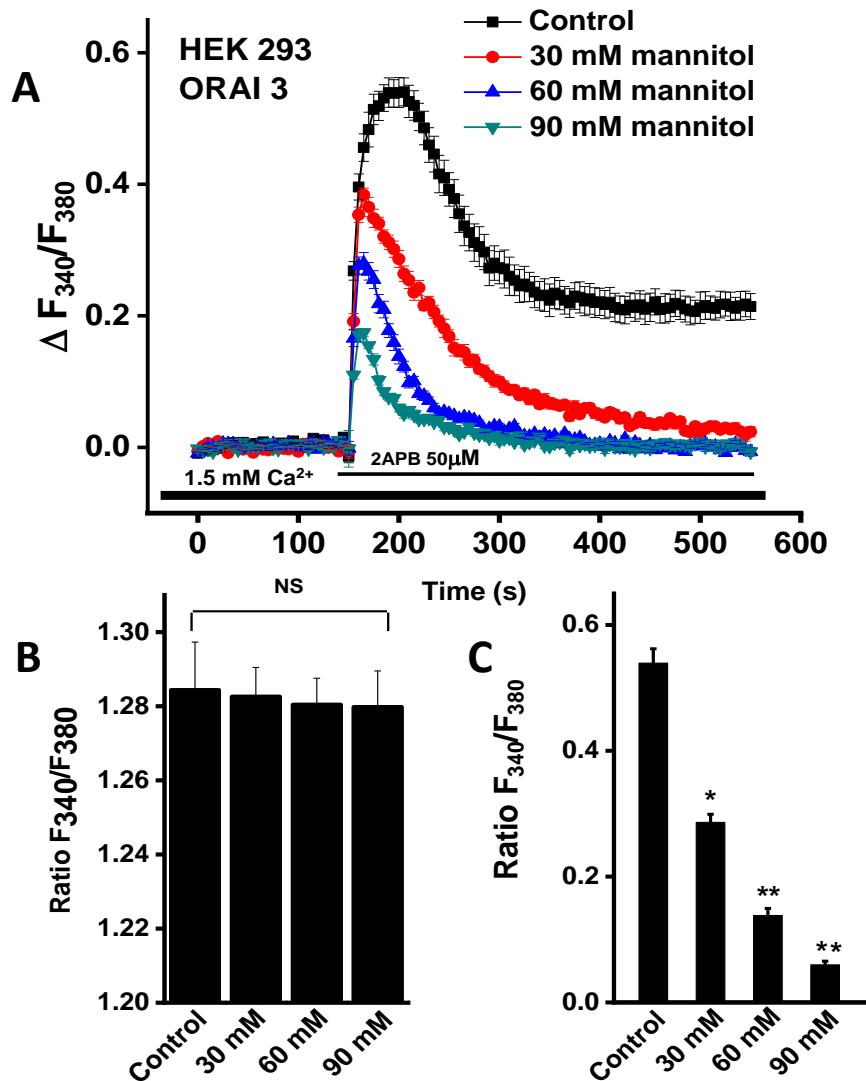 A
HEK 293
ORAI 3
Control
30 mM mannitol
60 mM mannitol
90 mM mannitol
Δ F340/F380
0.6
0.4
0.2
0.0
1.5 mM Ca²⁺
2APB 50μM
0 100 200 300 400 500 600
Time (s)
B
NS
Ratio F340/F380
1.30
1.28
1.26
1.24
1.22
1.20
Control 30 mM 60 mM 90 mM
C
Ratio F340/F380
0.6
0.4
0.2
0.0
*
**
**
Control 30 mM 60 mM 90 mM